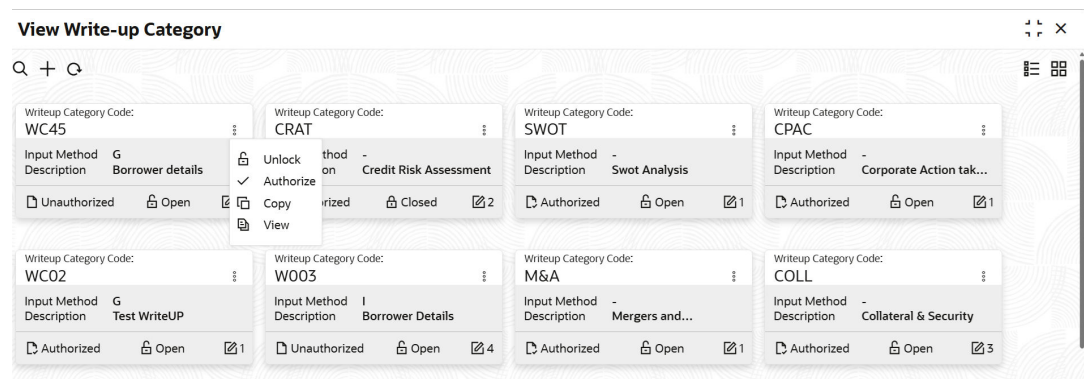 View Write-up Category
Writeup Category Code:
WC45
Input Method G
Description Borrower details
Unauthorized Open
Unlock
Authorize
Copy
View
Writeup Category Code:
CRAT
thod -
on Credit Risk Assessment
rized Closed 2
Writeup Category Code:
SWOT
Input Method -
Description Swot Analysis
Authorized Open 1
Writeup Category Code:
CPAC
Input Method -
Description Corporate Action tak...
Authorized Open 1
Writeup Category Code:
WC02
Input Method G
Description Test WriteUP
Authorized Open 1
Writeup Category Code:
W003
Input Method I
Description Borrower Details
Unauthorized Open 4
Writeup Category Code:
M&A
Input Method -
Description Mergers and...
Authorized Open 1
Writeup Category Code:
COLL
Input Method -
Description Collateral & Security
Authorized Open 3